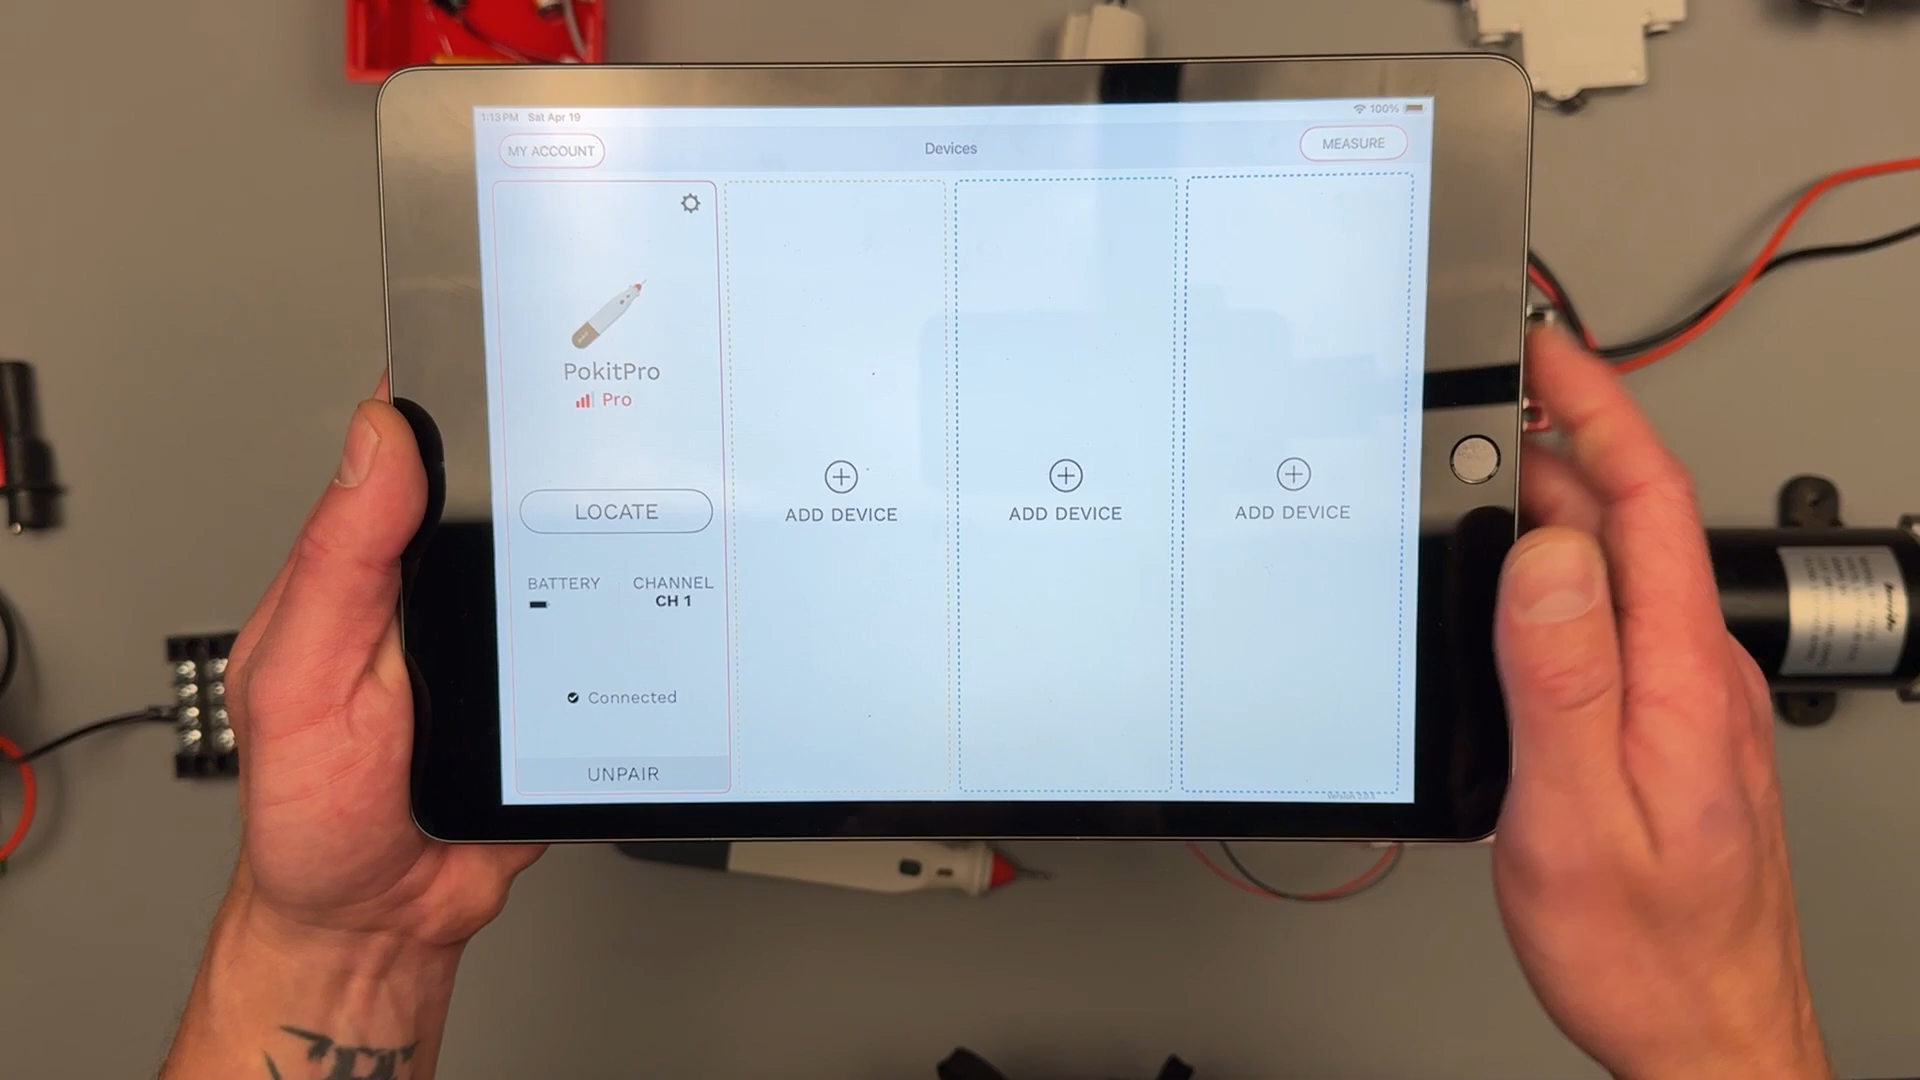 1:13 PM Sat Apr 19
100%
MY ACCOUNT
Devices
MEASURE
PokitPro
Pro
LOCATE
BATTERY
CHANNEL
CH 1
Connected
UNPAIR
ADD DEVICE
ADD DEVICE
ADD DEVICE